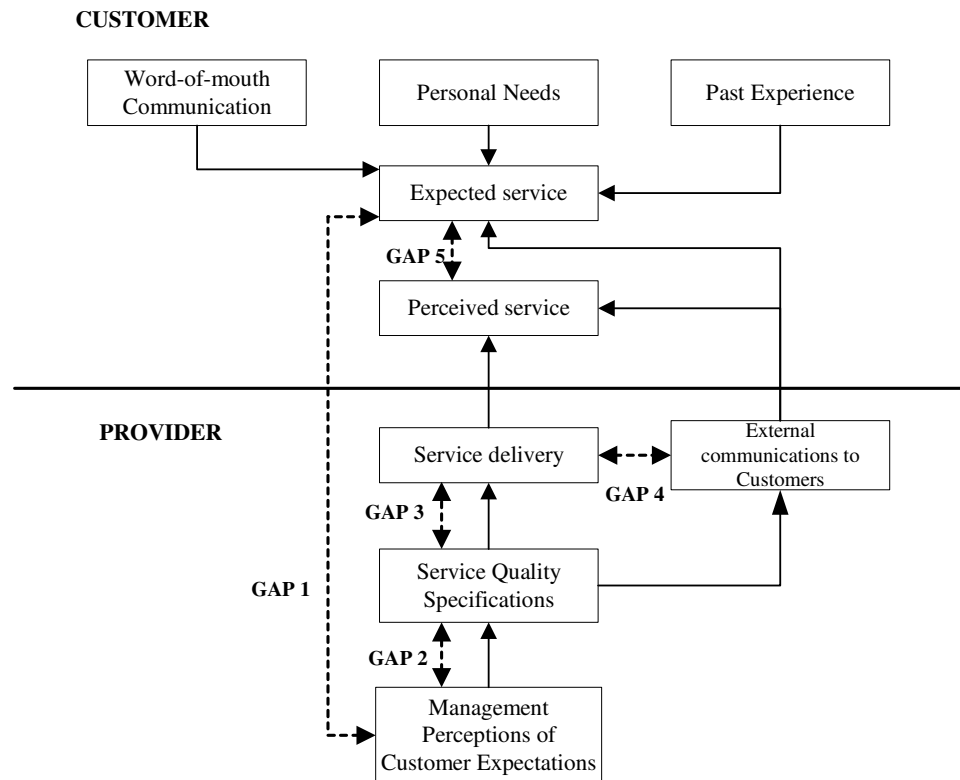 CUSTOMER
Word-of-mouth
Communication
Personal Needs
Past Experience
Expected service
GAP 5
Perceived service
PROVIDER
Service delivery
External
communications to
Customers
GAP 4
GAP 3
Service Quality
Specifications
GAP 1
GAP 2
Management
Perceptions of
Customer Expectations